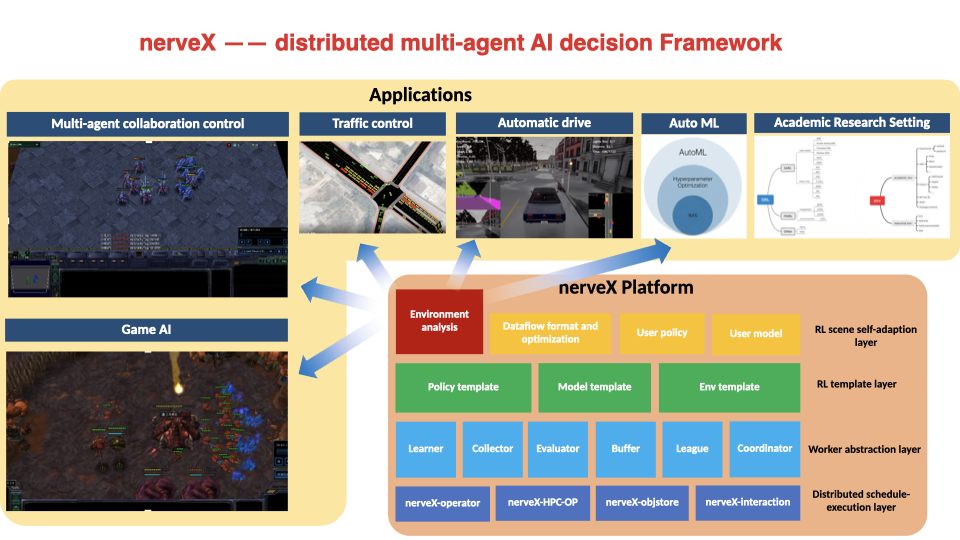 nerveX —— distributed multi-agent AI decision Framework
Applications
Multi-agent collaboration control
Traffic control
Automatic drive
Auto ML
Academic Research Setting
AutoML
Hyperparameter
Optimization
NAS
Game AI
nerveX Platform
Environment
analysis
Dataflow format and
optimization
User policy
User model
RL scene self-adaption
layer
Policy template
Model template
Env template
RL template layer
Learner
Collector
Evaluator
Buffer
League
Coordinator
Worker abstraction layer
nerveX-operator
nerveX-HPC-OP
nerveX-objstore
nerveX-interaction
Distributed schedule-
execution layer